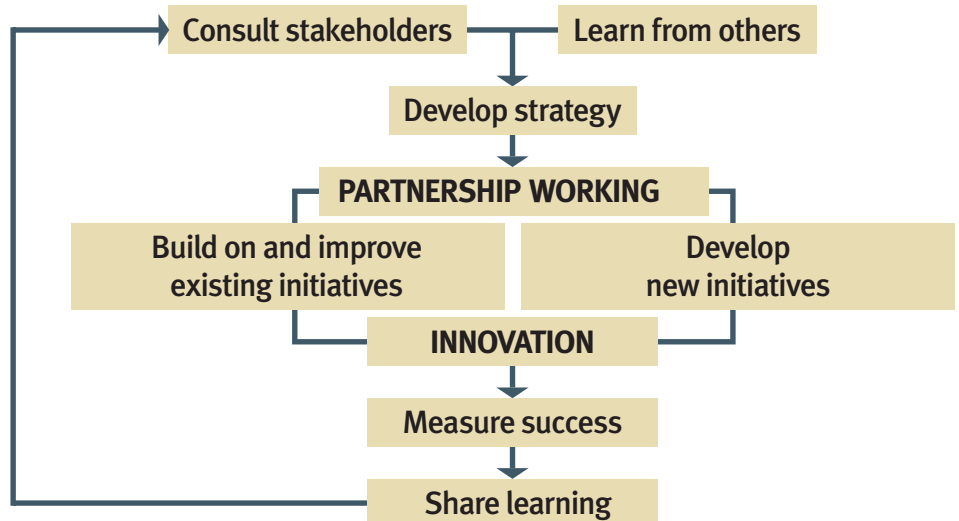 Consult stakeholders
Learn from others
Develop strategy
PARTNERSHIP WORKING
Build on and improve
existing initiatives
Develop
new initiatives
INNOVATION
Measure success
Share learning